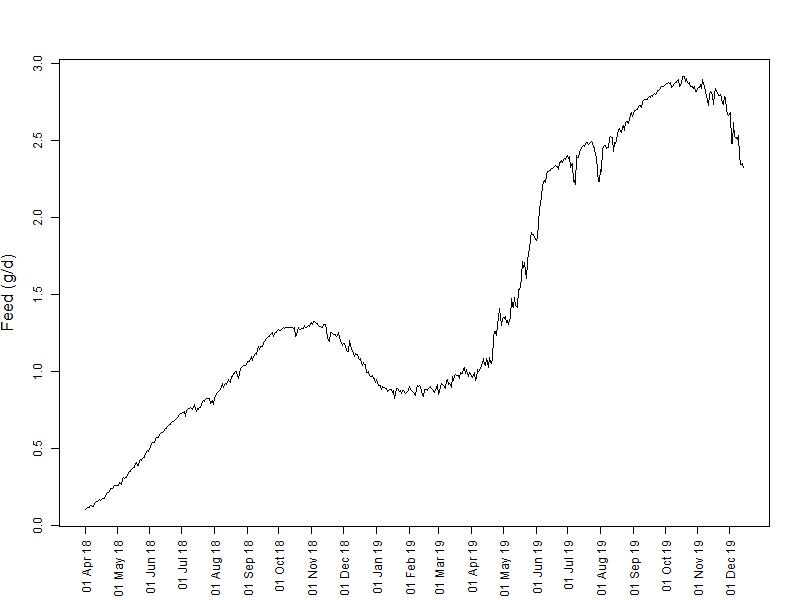 3.0
2.5
2.0
1.5
1.0
0.5
0.0
Feed (g/d)
01 Apr 18
01 May 18
01 Jun 18
01 Jul 18
01 Aug 18
01 Sep 18
01 Oct 18
01 Nov 18
01 Dec 18
01 Jan 19
01 Feb 19
01 Mar 19
01 Apr 19
01 May 19
01 Jun 19
01 Jul 19
01 Aug 19
01 Sep 19
01 Oct 19
01 Nov 19
01 Dec 19